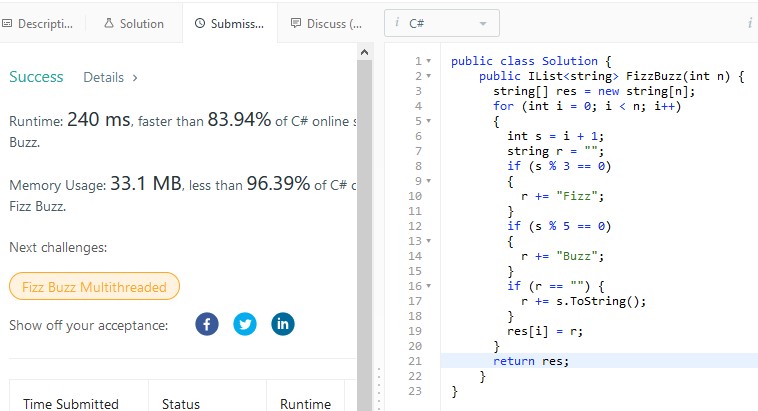 Descripti...
Solution
Submiss...
Discuss (...
i C#
i
Success Details >
Runtime: 240 ms, faster than 83.94% of C# online s
Buzz.
Memory Usage: 33.1 MB, less than 96.39% of C# c
Fizz Buzz.
Next challenges:
Fizz Buzz Multithreaded
Show off your acceptance: f in
Time Submitted Status Runtime
1 public class Solution {
2 public IList<string> FizzBuzz(int n) {
3 string[] res = new string[n];
4 for (int i = 0; i < n; i++)
5 {
6 int s = i + 1;
7 string r = "";
8 if (s % 3 == 0)
9 {
10 r += "Fizz";
11 }
12 if (s % 5 == 0)
13 {
14 r += "Buzz";
15 }
16 if (r == "") {
17 r += s.ToString();
18 }
19 res[i] = r;
20 }
21 return res;
22 }
23 }